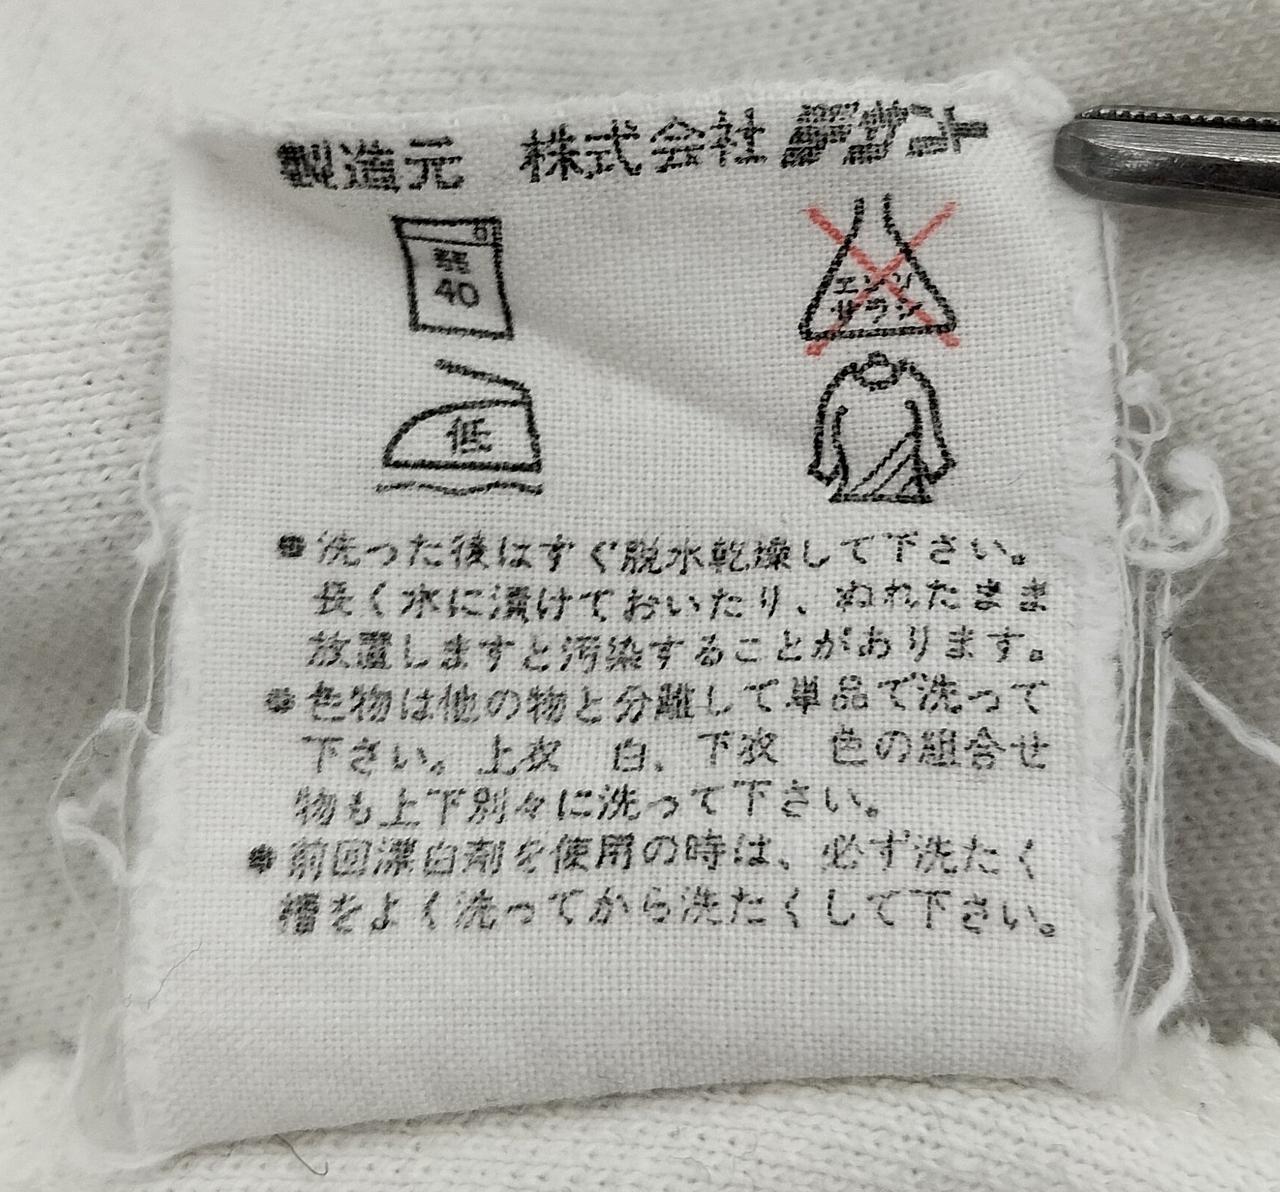 製造元 株式会社デサント
弱
40
エンソ
サラシ
低
●洗った後はすぐ脱水乾燥して下さい。
長く水に漬けておいたり、ぬれたまま
放置しますと汚染することがあります。
●色物は他の物と分離して単品で洗って
下さい。上衣 白、下衣 色の組合せ
物も上下別々に洗って下さい。
●前回漂白剤を使用の時は、必ず洗たく
槽をよく洗ってから洗たくして下さい。